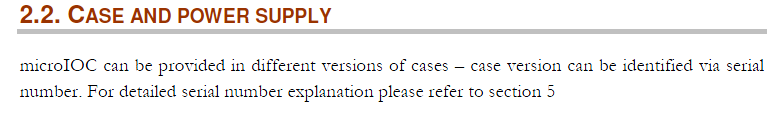 2.2. CASE AND POWER SUPPLY
microIOC can be provided in different versions of cases – case version can be identified via serial
number. For detailed serial number explanation please refer to section 5